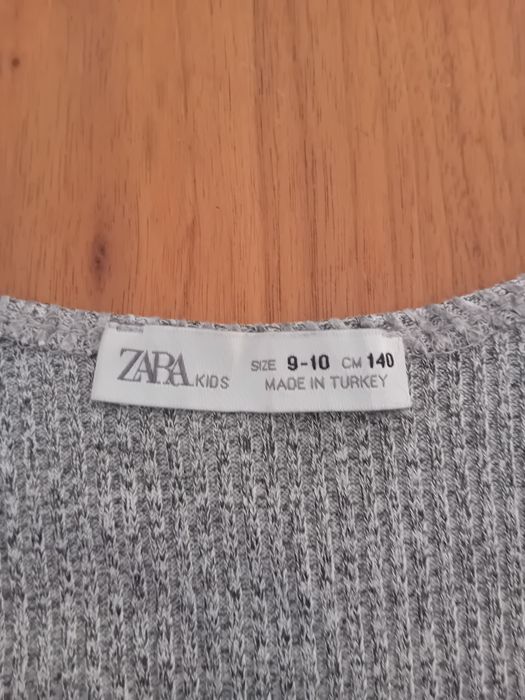 ZARA KIDS SIZE 9-10 CM 140
MADE IN TURKEY